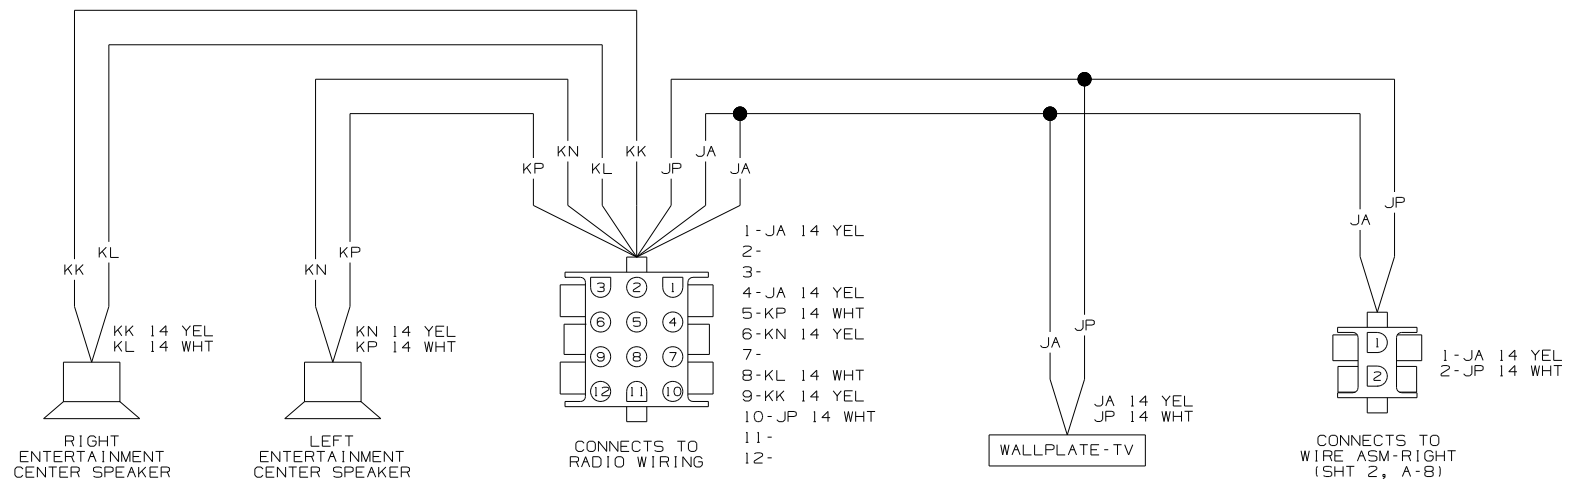 KP
KN
KL
KK
JP
JA
JA
KK
KL
KN
KP
JA
JP
JA
JP
KK 14 YEL
KL 14 WHT
RIGHT
ENTERTAINMENT
CENTER SPEAKER
KN 14 YEL
KP 14 WHT
LEFT
ENTERTAINMENT
CENTER SPEAKER
3 2 1
6 5 4
9 8 7
12 11 10
CONNECTS TO
RADIO WIRING
1-JA 14 YEL
2-
3-
4-JA 14 YEL
5-KP 14 WHT
6-KN 14 YEL
7-
8-KL 14 WHT
9-KK 14 YEL
10-JP 14 WHT
11-
12-
JA 14 YEL
JP 14 WHT
WALLPLATE-TV
1
2
1-JA 14 YEL
2-JP 14 WHT
CONNECTS TO
WIRE ASM-RIGHT
(SHT 2, A-8)